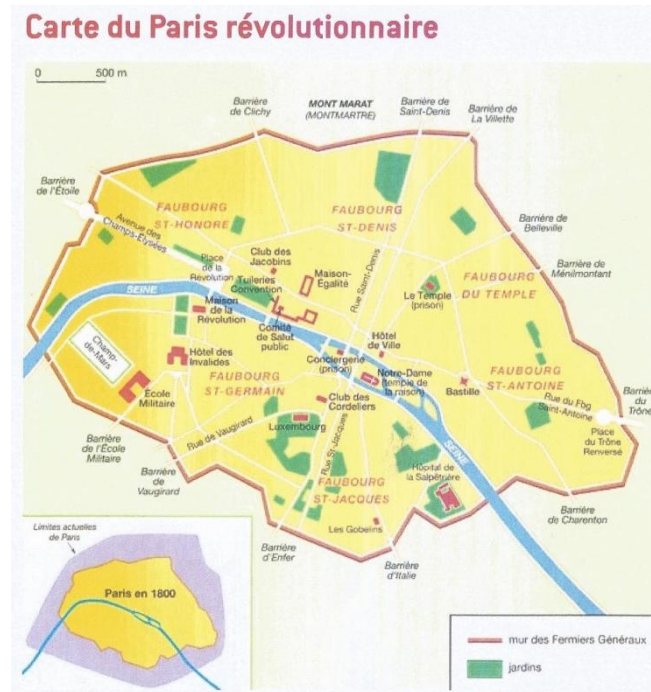 Carte du Paris révolutionnaire
0 500 m
Barrière
de Clichy
MONT MARAT
(MONTMARTRE)
Barrière de
Saint-Denis
Barrière de
La Villette
Barrière
de l'Étoile
Avenue des
Champs-Elysées
FAUBOURG
ST-HONORÉ
FAUBOURG
ST-DENIS
Barrière de
Belleville
Place
de la
Révolution
Club des
Jacobins
Tuileries
Convention
Maison-
Égalité
Rue Saint-Denis
Barrière de
Ménilmontant
FAUBOURG
DU TEMPLE
Le Temple
(prison)
SEINE
Maison
de la
Révolution
Comité
de Salut
public
Hôtel
de Ville
Champ-
de-Mars
Hôtel des
Invalides
Conciergerie
(prison)
Notre-Dame
(temple de
la raison)
FAUBOURG
ST-GERMAIN
FAUBOURG
ST-ANTOINE
Bastille
École
Militaire
Club des
Cordeliers
Rue du Fbg
Saint-Antoine
Barrière
du
Trône
Place
du Trône
Renversé
Luxembourg
Rue de Vaugirard
Rue St-Jacques
SEINE
Barrière
de l'École
Militaire
Barrière
de
Vaugirard
Hôpital de
la Salpêtrière
FAUBOURG
ST-JACQUES
Les Gobelins
Barrière
de Charenton
Barrière
d'Enfer
Barrière
d'Italie
Limites actuelles
de Paris
Paris en 1800
mur des Fermiers Généraux
jardins